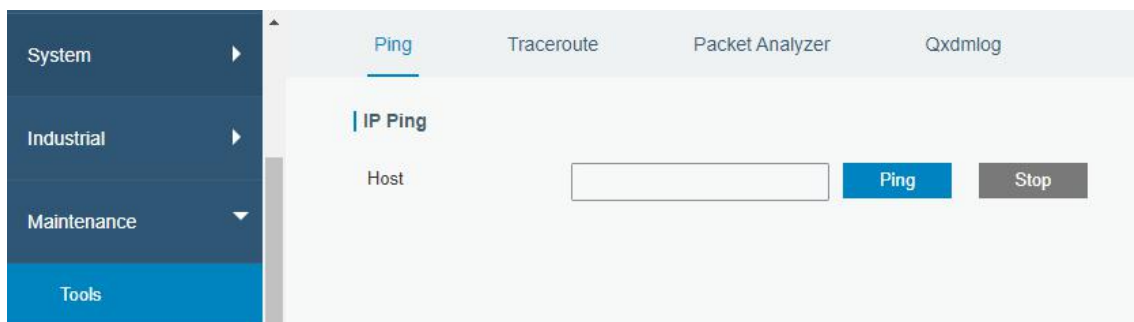 System
Industrial
Maintenance
Tools
Ping Traceroute Packet Analyzer Qxdmlog
IP Ping
Host Ping Stop